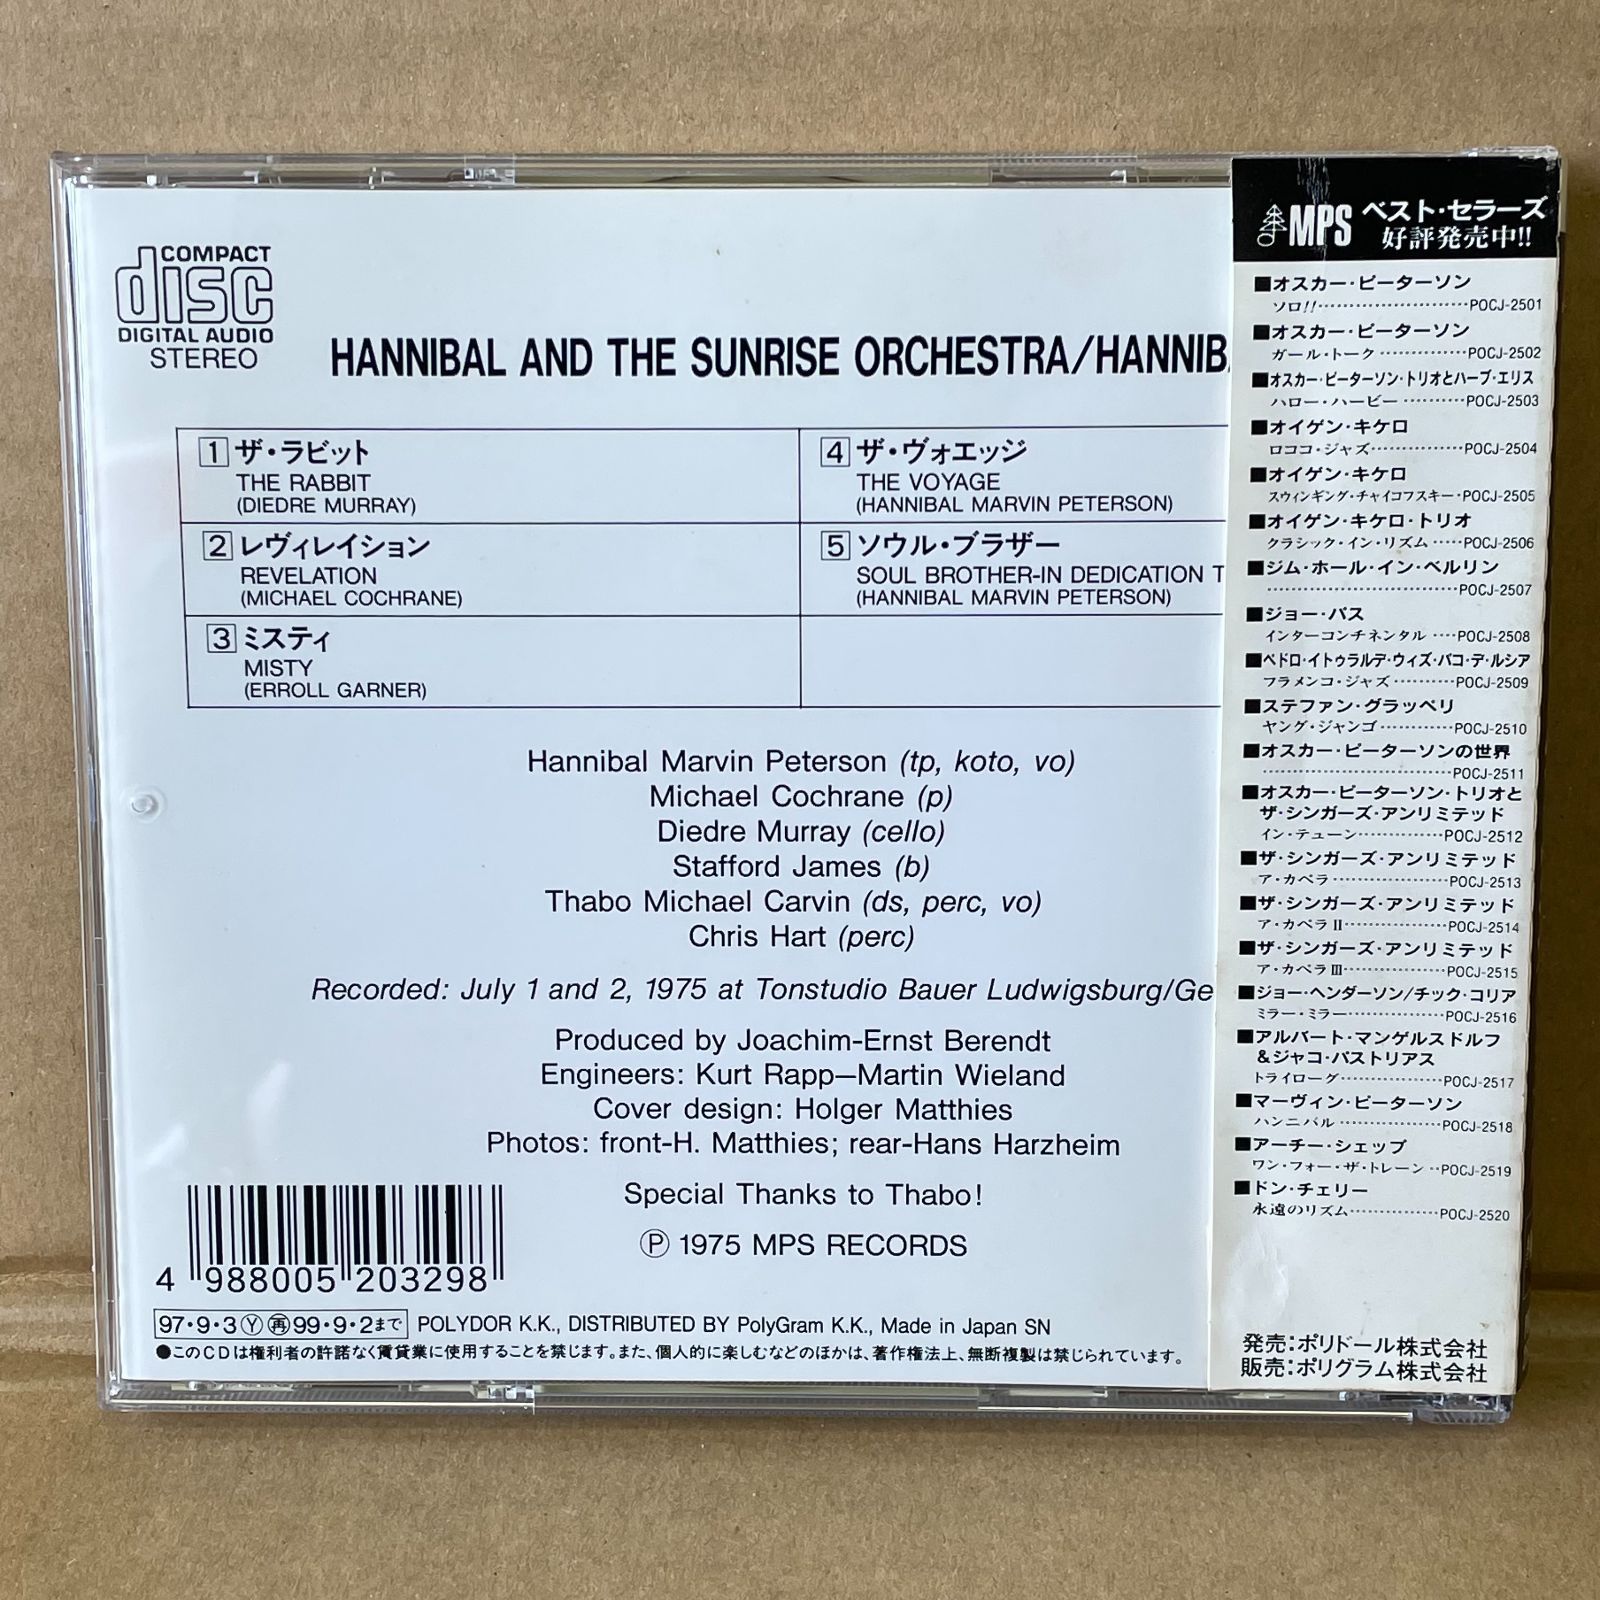 COMPACT
disc
DIGITAL AUDIO
STEREO
HANNIBAL AND THE SUNRISE ORCHESTRA/HANNIBA
1 ザ・ラビット
THE RABBIT
(DIEDRE MURRAY)
2 レヴィレイション
REVELATION
(MICHAEL COCHRANE)
3 ミスティ
MISTY
(ERROLL GARNER)
4 ザ・ヴォエッジ
THE VOYAGE
(HANNIBAL MARVIN PETERSON)
5 ソウル・ブラザー
SOUL BROTHER-IN DEDICATION T
(HANNIBAL MARVIN PETERSON)
Hannibal Marvin Peterson (tp, koto, vo)
Michael Cochrane (p)
Diedre Murray (cello)
Stafford James (b)
Thabo Michael Carvin (ds, perc, vo)
Chris Hart (perc)
Recorded: July 1 and 2, 1975 at Tonstudio Bauer Ludwigsburg/Ge
Produced by Joachim-Ernst Berendt
Engineers: Kurt Rapp—Martin Wieland
Cover design: Holger Matthies
Photos: front-H. Matthies; rear-Hans Harzheim
Special Thanks to Thabo!
Ⓟ 1975 MPS RECORDS
4 988005 203298
97・9・3 Ⓨ ㊢ 99・9・2まで POLYDOR K.K., DISTRIBUTED BY PolyGram K.K., Made in Japan SN
●このCDは権利者の許諾なく賃貸業に使用することを禁じます。また、個人的に楽しむなどのほかは、著作権法上、無断複製は禁じられています。
MPS ベスト・セラーズ
好評発売中!!
■オスカー・ピーターソン
ソロ!!……………………POCJ-2501
■オスカー・ピーターソン
ガール・トーク……………POCJ-2502
■オスカー・ピーターソン・トリオとハーブ・エリス
ハロー・ハービー…………POCJ-2503
■オイゲン・キケロ
ロココ・ジャズ……………POCJ-2504
■オイゲン・キケロ
スウィンギング・チャイコフスキー・POCJ-2505
■オイゲン・キケロ・トリオ
クラシック・イン・リズム……POCJ-2506
■ジム・ホール・イン・ベルリン
……………………………POCJ-2507
■ジョー・パス
インターコンチネンタル……POCJ-2508
■ペドロ・イトゥラルデ・ウィズ・パコ・デ・ルシア
フラメンコ・ジャズ…………POCJ-2509
■ステファン・グラッペリ
ヤング・ジャンゴ…………POCJ-2510
■オスカー・ピーターソンの世界
……………………………POCJ-2511
■オスカー・ピーターソン・トリオと
ザ・シンガーズ・アンリミテッド
イン・テューン……………POCJ-2512
■ザ・シンガーズ・アンリミテッド
ア・カペラ…………………POCJ-2513
■ザ・シンガーズ・アンリミテッド
ア・カペラⅡ………………POCJ-2514
■ザ・シンガーズ・アンリミテッド
ア・カペラⅢ………………POCJ-2515
■ジョー・ヘンダーソン/チック・コリア
ミラー・ミラー……………POCJ-2516
■アルバート・マンゲルスドルフ
&ジャコ・パストリアス
トライローグ………………POCJ-2517
■マーヴィン・ピーターソン
ハンニバル………………POCJ-2518
■アーチー・シェップ
ワン・フォー・ザ・トレーン…POCJ-2519
■ドン・チェリー
永遠のリズム……………POCJ-2520
発売:ポリドール株式会社
販売:ポリグラム株式会社